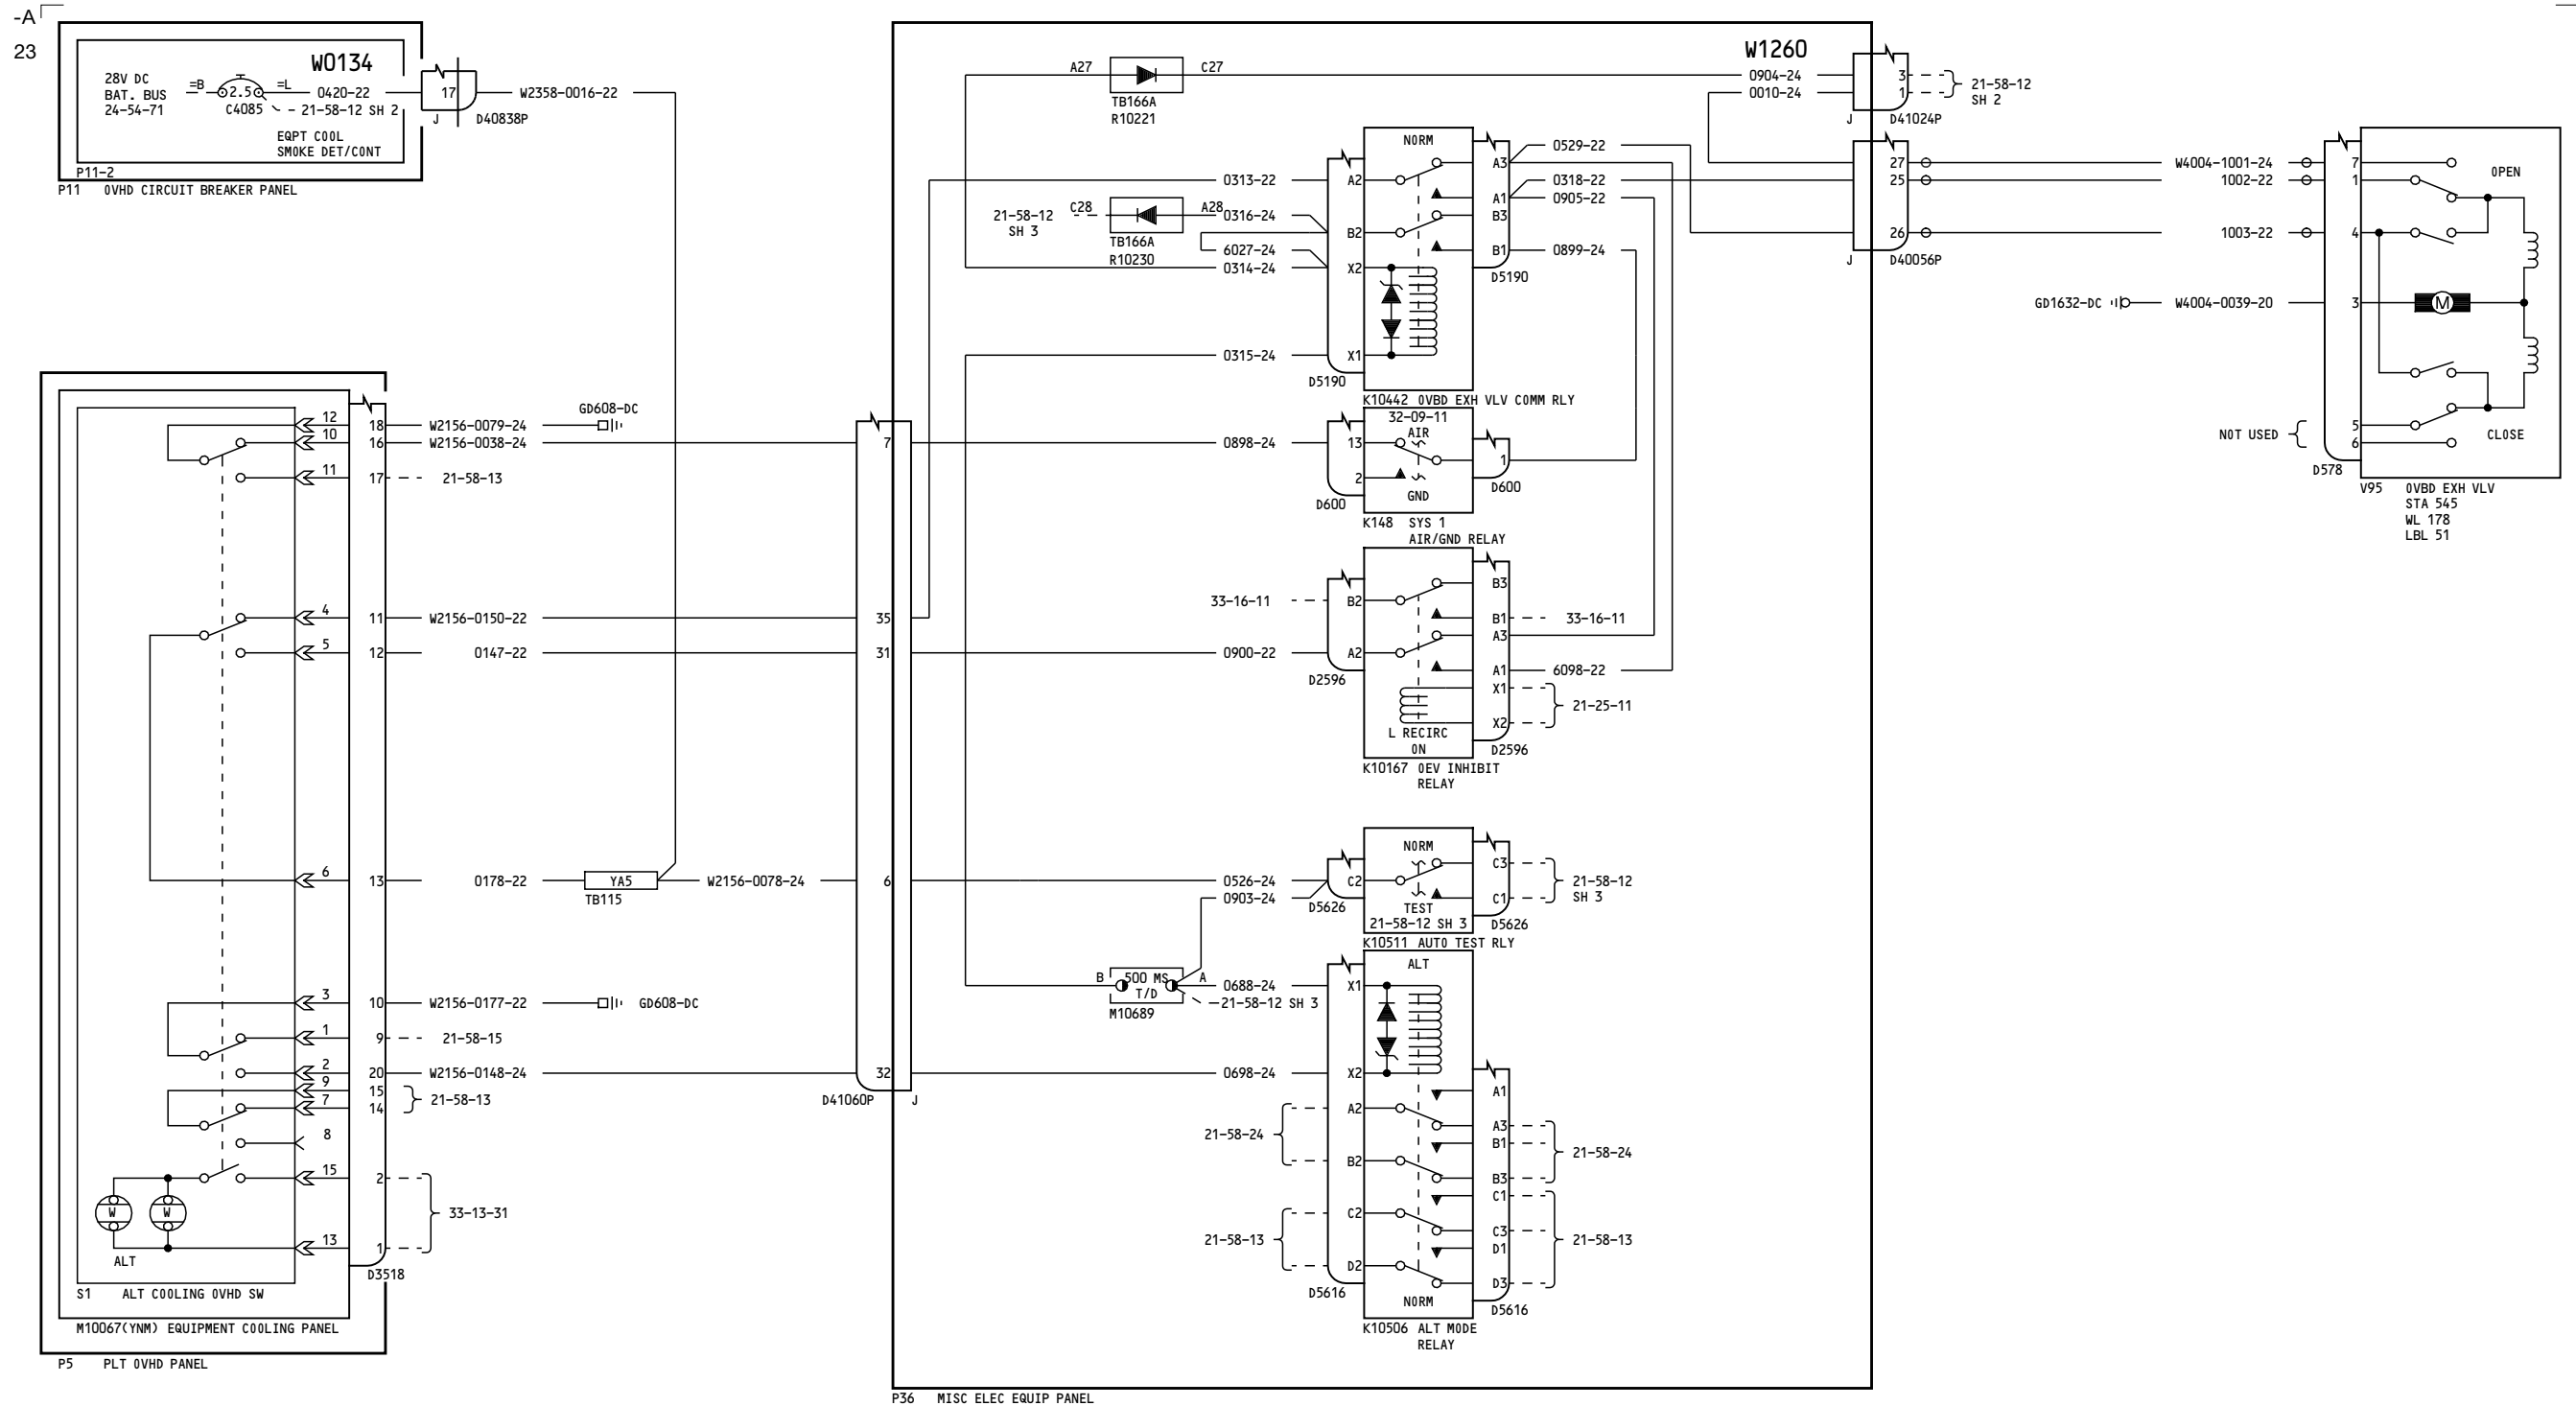 -A
23
28V DC
BAT. BUS
24-54-71
=B
2.5
=L
C4085
W0134
0420-22
21-58-12 SH 2
EQPT COOL
SMOKE DET/CONT
P11-2
P11 OVHD CIRCUIT BREAKER PANEL
17
J
D40838P
W2358-0016-22
W1260
A27
C27
TB166A
R10221
0904-24
0010-24
3
1
J
D41024P
21-58-12
SH 2
27
25
26
J
D40056P
W4004-1001-24
1002-22
1003-22
GD1632-DC
W4004-0039-20
7
1
4
3
5
6
OPEN
M
CLOSE
NOT USED
D578
V95 OVBD EXH VLV
STA 545
WL 178
LBL 51
21-58-12
SH 3
C28
A28
TB166A
R10230
0313-22
0316-24
6027-24
0314-24
0315-24
A2
B2
X2
X1
D5190
NORM
A3
A1
B3
B1
D5190
0529-22
0318-22
0905-22
0899-24
K10442 OVBD EXH VLV COMM RLY
32-09-11
AIR
GND
0898-24
13
2
D600
1
D600
K148 SYS 1
AIR/GND RELAY
33-16-11
0900-22
B2
A2
D2596
B3
B1
A3
A1
X1
X2
D2596
33-16-11
6098-22
21-25-11
L RECIRC
ON
K10167 OEV INHIBIT
RELAY
0526-24
0903-24
C2
D5626
NORM
TEST
21-58-12 SH 3
C3
C1
D5626
21-58-12
SH 3
K10511 AUTO TEST RLY
B
500 MS
T/D
A
M10689
0688-24
21-58-12 SH 3
0698-24
ALT
X1
X2
A2
B2
C2
D2
D5616
21-58-24
21-58-13
A1
A3
B1
B3
C1
C3
D1
D3
D5616
21-58-24
21-58-13
NORM
K10506 ALT MODE
RELAY
P36 MISC ELEC EQUIP PANEL
7
35
31
6
32
D41060P
J
12
10
11
4
5
6
3
1
2
9
7
8
15
13
18
16
17
11
12
13
10
9
20
15
14
2
1
D3518
W2156-0079-24
GD608-DC
W2156-0038-24
21-58-13
W2156-0150-22
0147-22
0178-22
YA5
TB115
W2156-0078-24
W2156-0177-22
GD608-DC
21-58-15
W2156-0148-24
21-58-13
33-13-31
W
W
ALT
S1 ALT COOLING OVHD SW
M10067(YNM) EQUIPMENT COOLING PANEL
P5 PLT OVHD PANEL